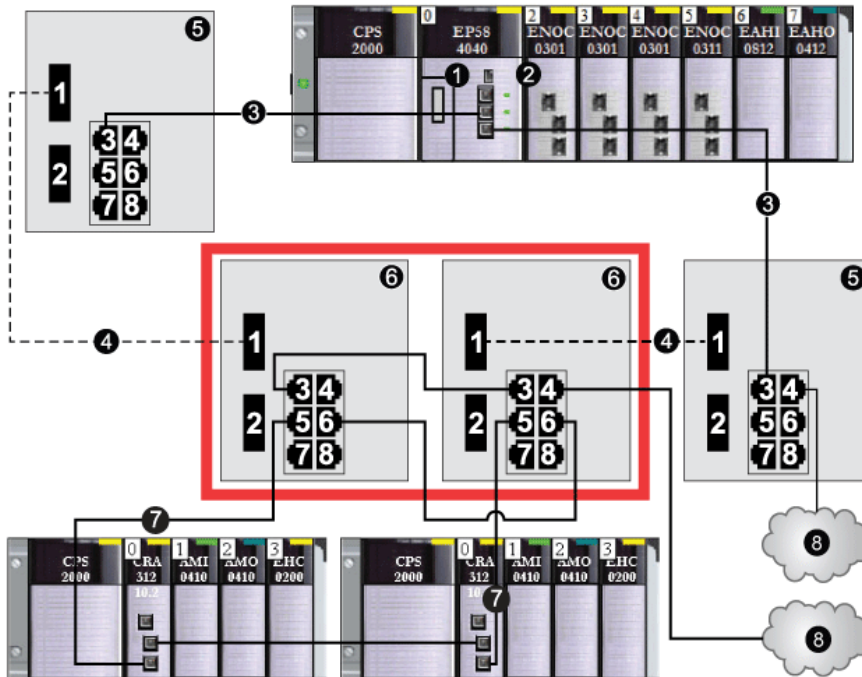 5
1
2
3 4
5 6
7 8
3
4
CPS 2000
0 EP58 4040
1
2
2 ENOC 0301
3 ENOC 0301
4 ENOC 0301
5 ENOC 0311
6 EAHI 0812
7 EAHO 0412
3
6
1
2
3 4
5 6
7 8
6
1
2
3 4
5 6
7 8
4
5
1
2
3 4
5 6
7 8
8
8
7
CPS 2000
0 CRA 312 10.2
1 AMI 0410
2 AMO 0410
3 EHC 0200
CPS 2000
0 CRA 312
7
1 AMI 0410
2 AMO 0410
3 EHC 0200